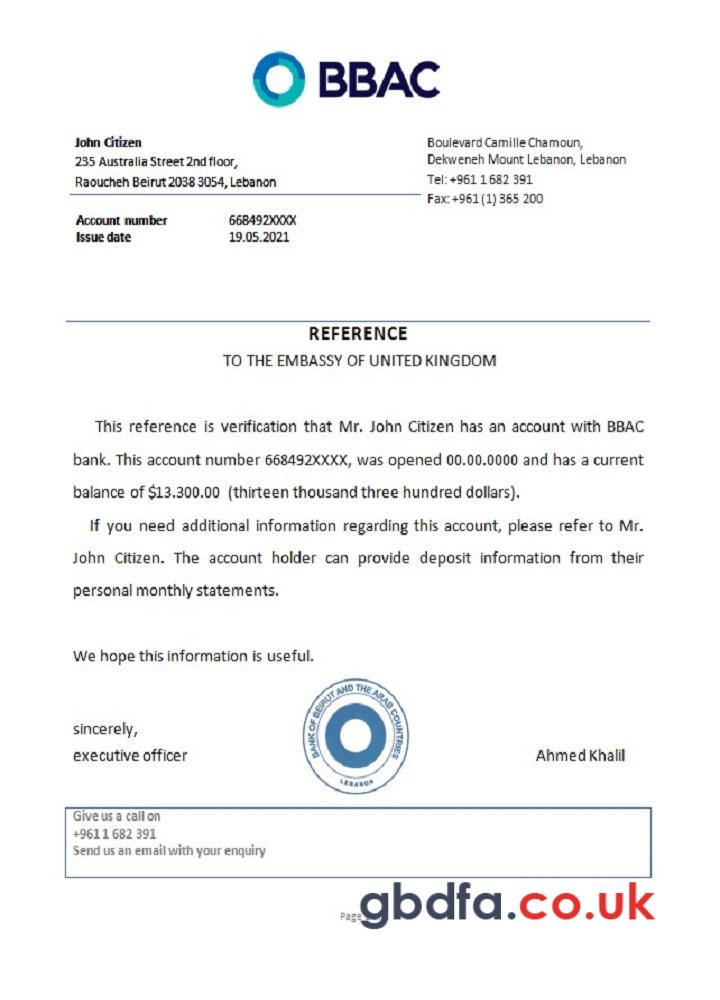 BBAC
John Citizen
235 Australia Street 2nd floor,
Raoucheh Beirut 2038 3054, Lebanon
Boulevard Camille Chamoun,
Dekweneh Mount Lebanon, Lebanon
Tel: +961 1 682 391
Fax: +961 (1) 365 200
Account number 668492XXXX
Issue date 19.05.2021
REFERENCE
TO THE EMBASSY OF UNITED KINGDOM
This reference is verification that Mr. John Citizen has an account with BBAC
bank. This account number 668492XXXX, was opened 00.00.0000 and has a current
balance of $13.300.00 (thirteen thousand three hundred dollars).
If you need additional information regarding this account, please refer to Mr.
John Citizen. The account holder can provide deposit information from their
personal monthly statements.
We hope this information is useful.
sincerely,
executive officer
BANK OF BEIRUT AND THE ARAB COUNTRIES
LEBANON
Ahmed Khalil
Give us a call on
+961 1 682 391
Send us an email with your enquiry
Page
gbdfa.co.uk